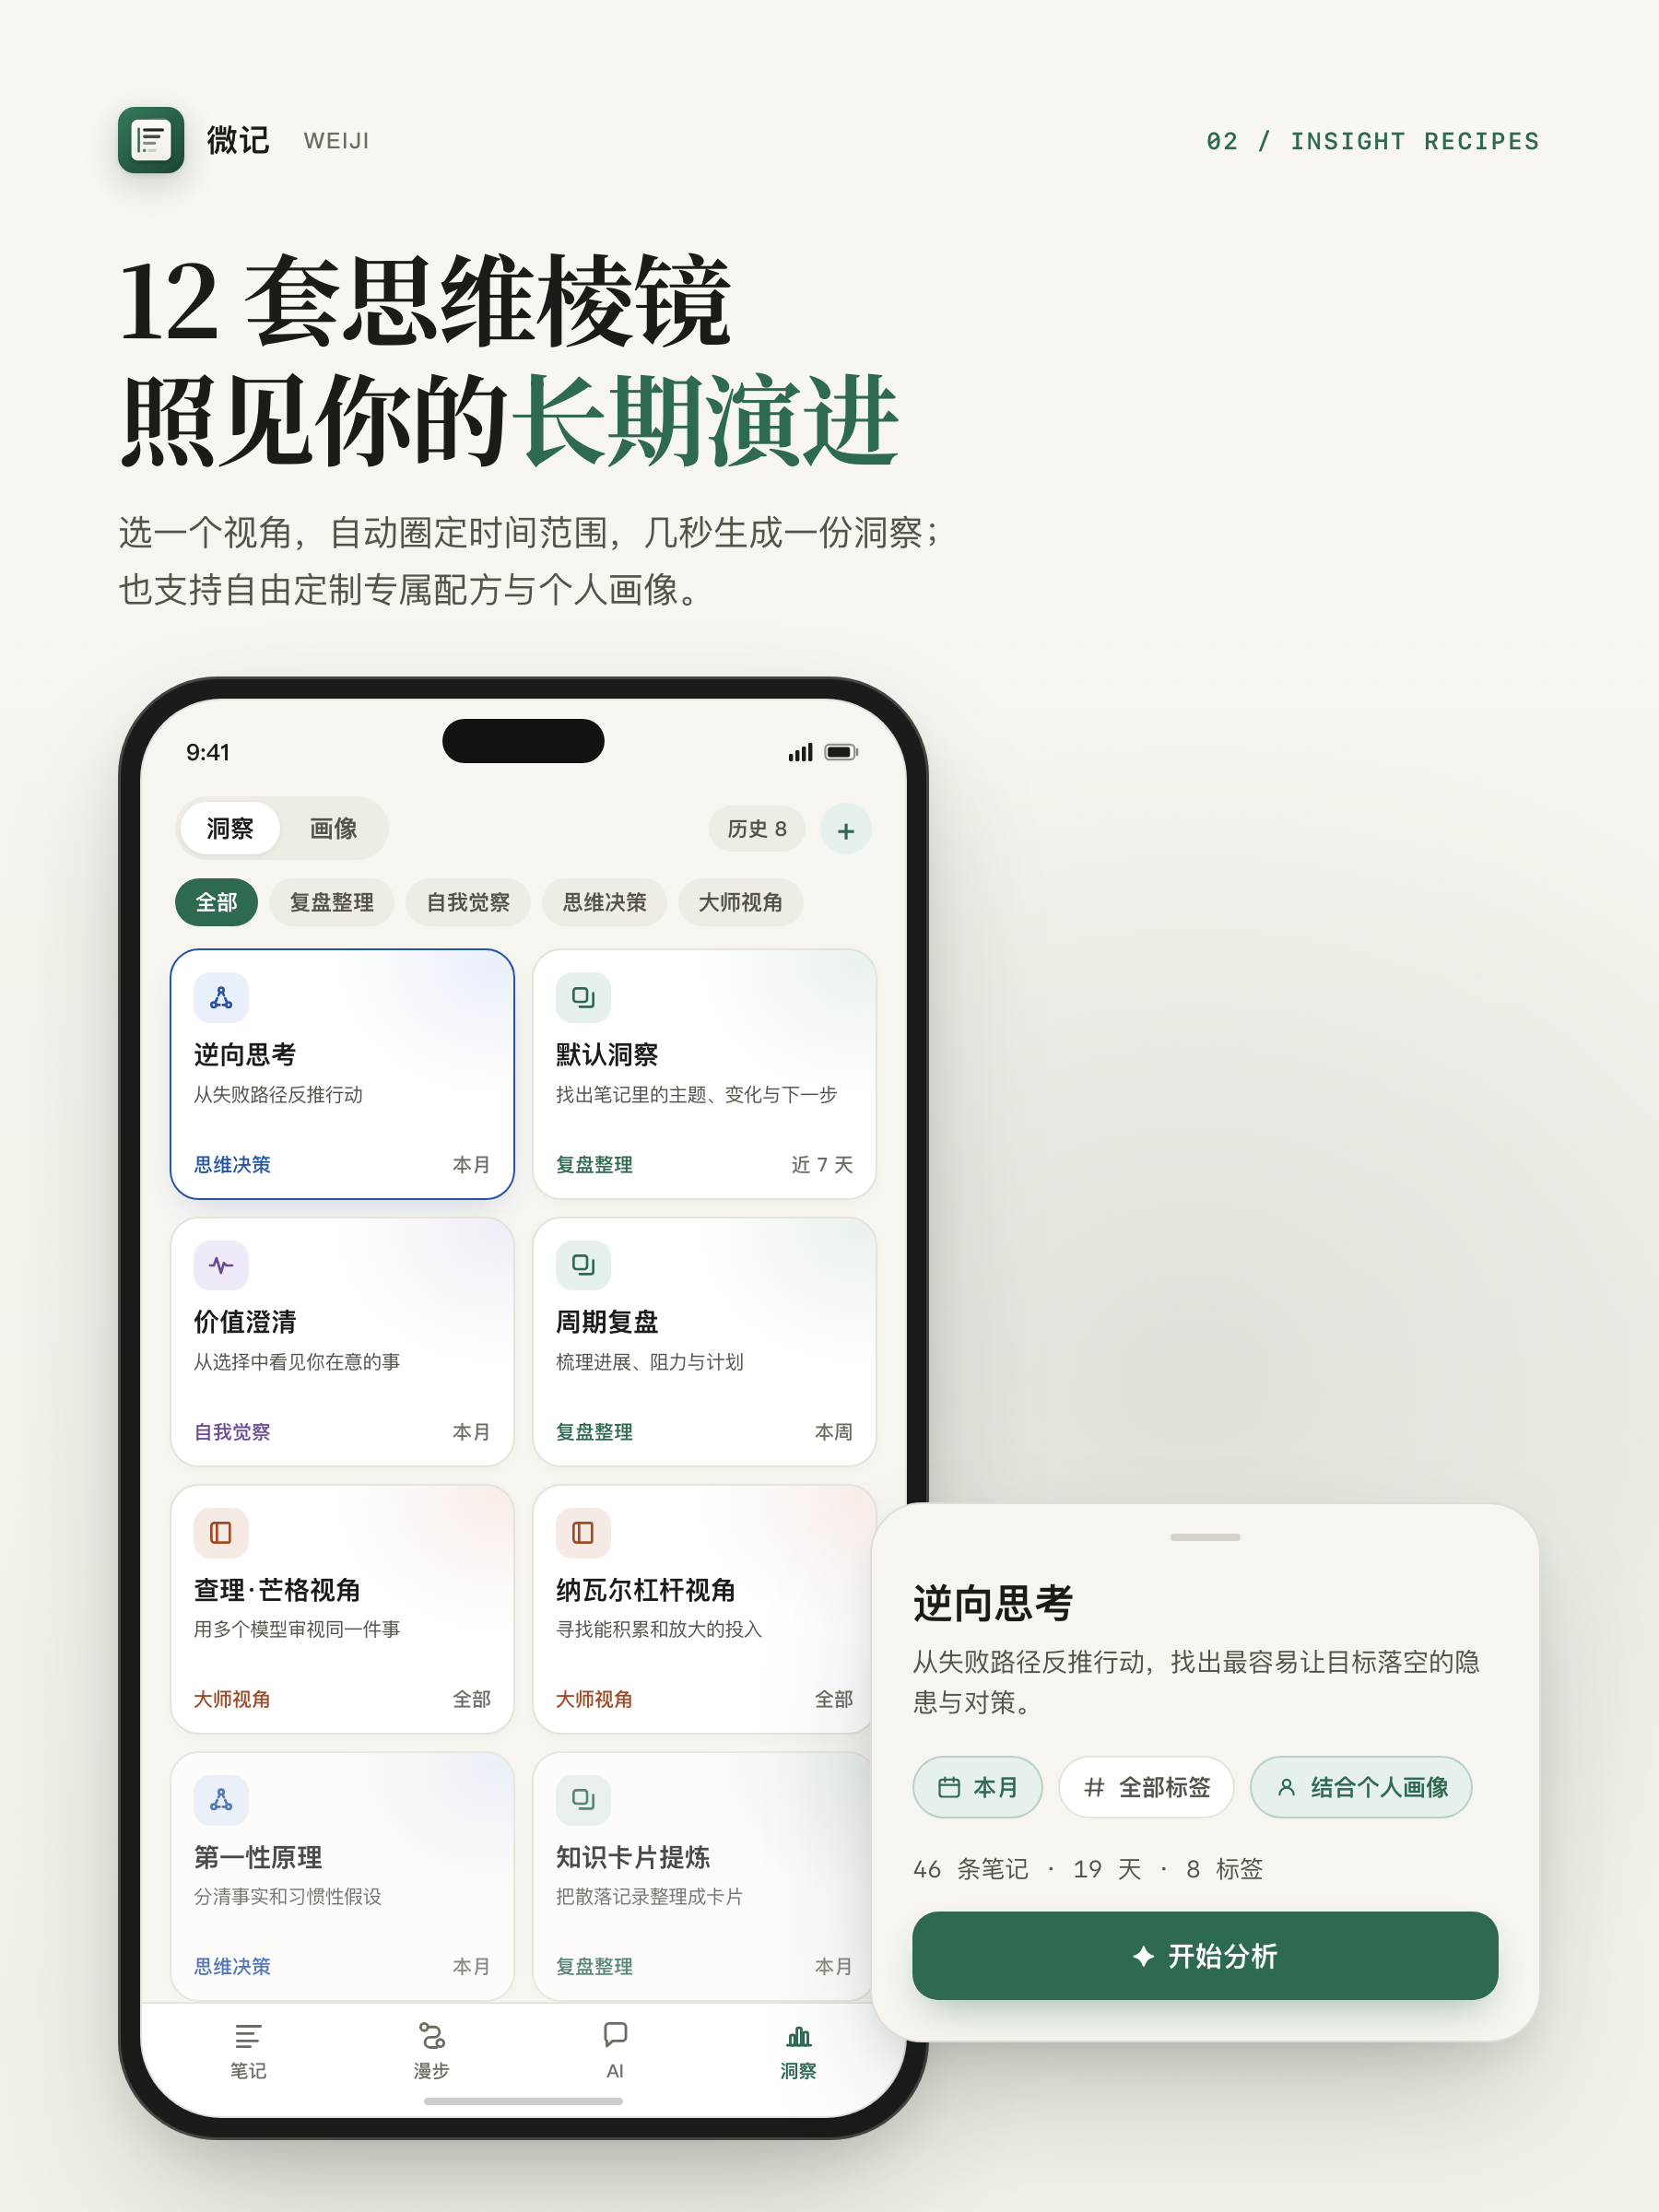 微记 WEIJI
02 / INSIGHT RECIPES
12 套思维棱镜
照见你的长期演进
选一个视角，自动圈定时间范围，几秒生成一份洞察；
也支持自由定制专属配方与个人画像。
9:41
洞察 画像 历史 8 +
全部 复盘整理 自我觉察 思维决策 大师视角
逆向思考
从失败路径反推行动
思维决策 本月
默认洞察
找出笔记里的主题、变化与下一步
复盘整理 近 7 天
价值澄清
从选择中看见你在意的事
自我觉察 本月
周期复盘
梳理进展、阻力与计划
复盘整理 本周
查理·芒格视角
用多个模型审视同一件事
大师视角 全部
纳瓦尔杠杆视角
寻找能积累和放大的投入
大师视角 全部
第一性原理
分清事实和习惯性假设
思维决策 本月
知识卡片提炼
把散落记录整理成卡片
复盘整理 本月
笔记 漫步 AI 洞察
逆向思考
从失败路径反推行动，找出最容易让目标落空的隐
患与对策。
本月 # 全部标签 结合个人画像
46 条笔记 · 19 天 · 8 标签
开始分析